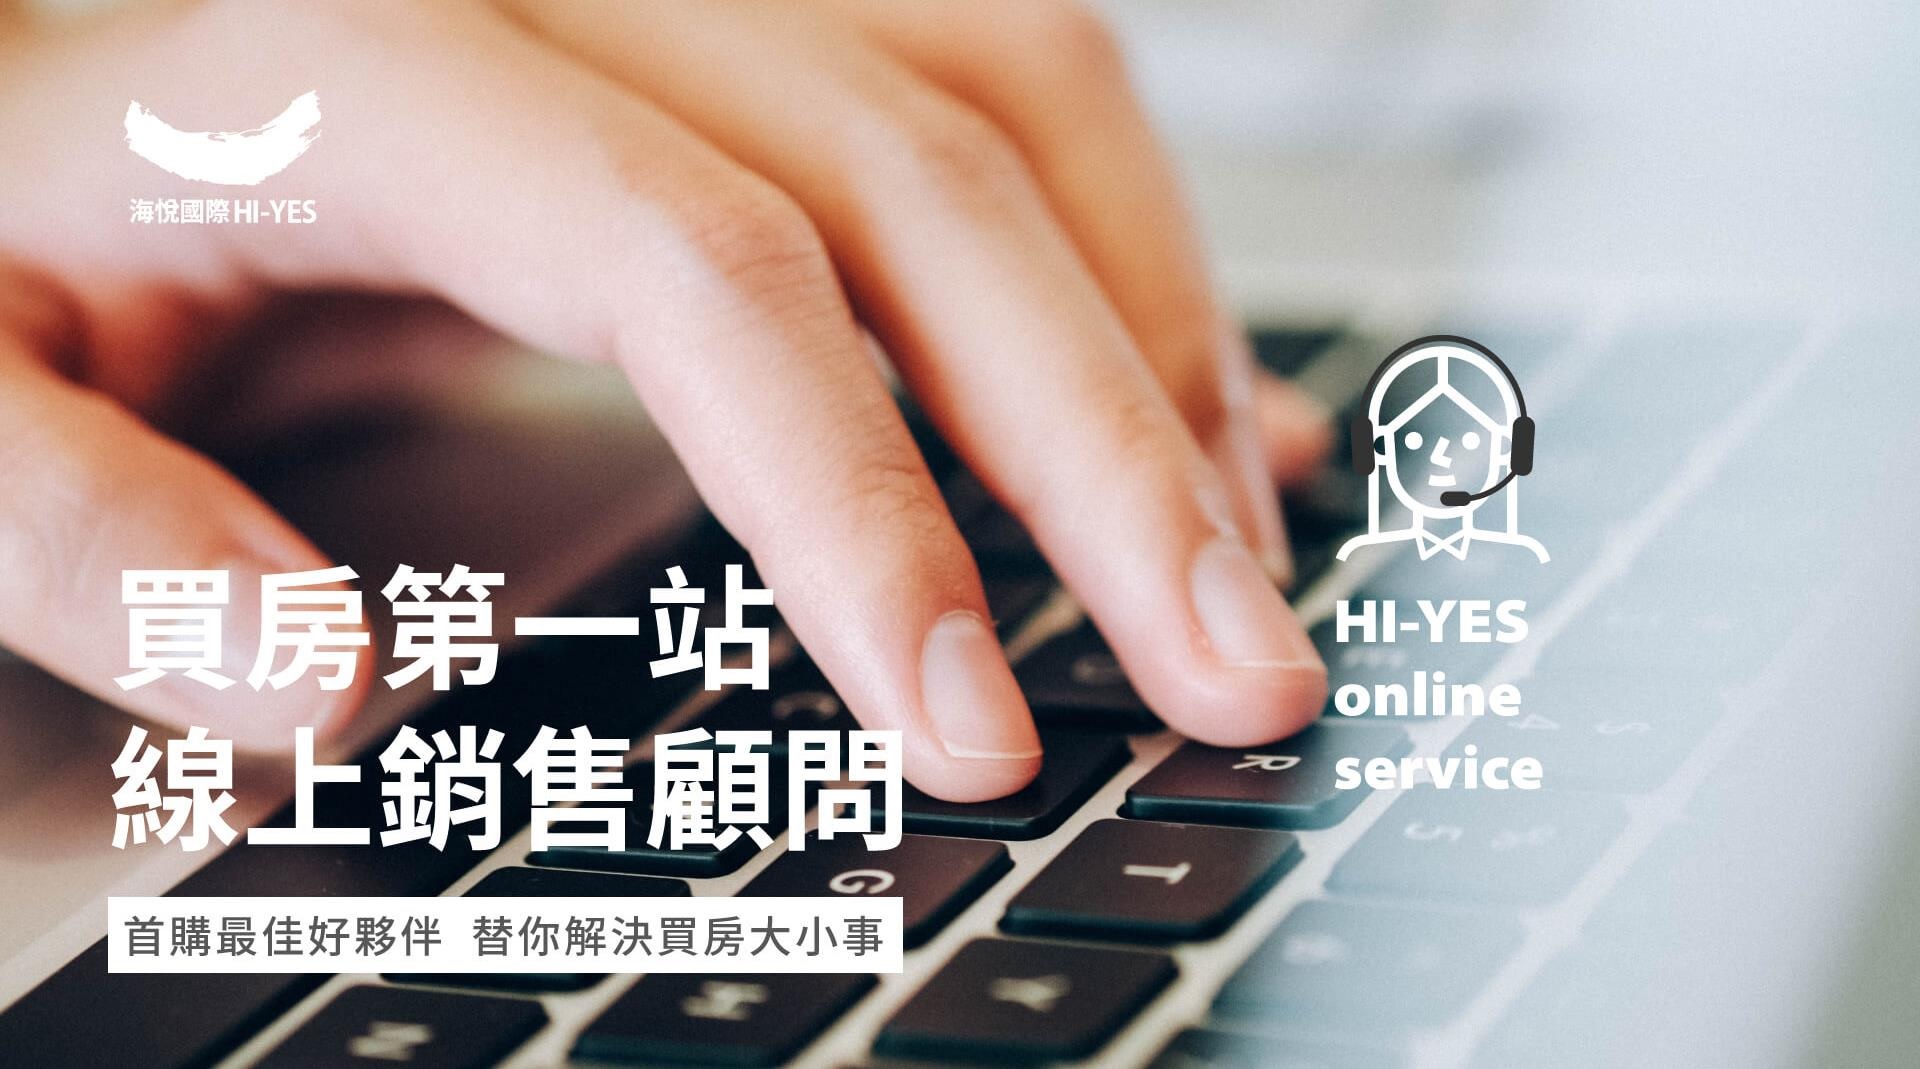 海悅國際HI-YES
買房第一站
線上銷售顧問
首購最佳好夥伴 替你解決買房大小事
HI-YES
online
service
R
G
T
H
Y
N